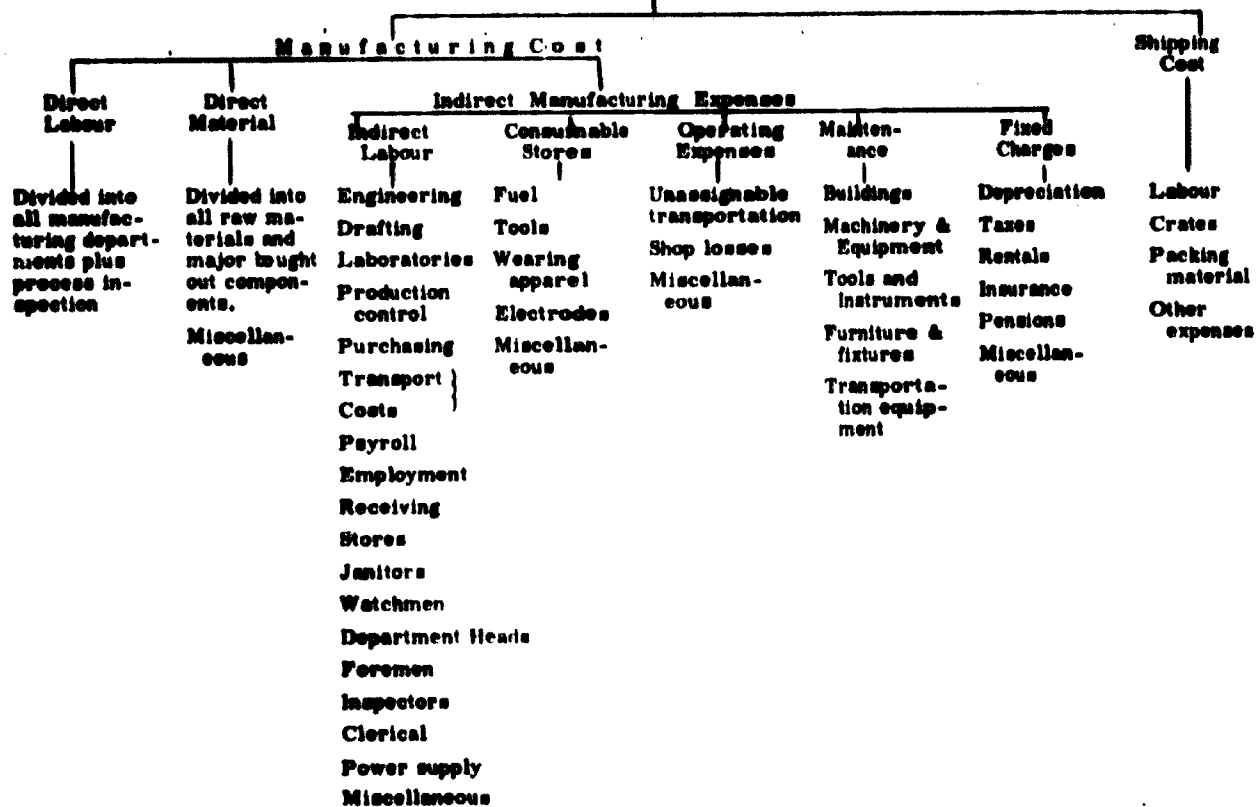 Manufacturing Cost
Shipping
Cost
Direct
Labour
Direct
Material
Indirect Manufacturing Expenses
Indirect
Labour
Consumable
Stores
Operating
Expenses
Mainten-
ance
Fixed
Charges
Divided into
all manufac-
turing depart-
ments plus
process in-
spection
Divided into
all raw ma-
terials and
major bought
out compon-
ents.
Miscellan-
eous
Engineering
Drafting
Laboratories
Production
control
Purchasing
Transport
Costs
Payroll
Employment
Receiving
Stores
Janitors
Watchmen
Department Heads
Foremen
Inspectors
Clerical
Power supply
Miscellaneous
Fuel
Tools
Wearing
apparel
Electrodes
Miscellan-
eous
Unassignable
transportation
Shop losses
Miscellan-
eous
Buildings
Machinery &
Equipment
Tools and
instruments
Furniture &
fixtures
Transporta-
tion equip-
ment
Depreciation
Taxes
Rentals
Insurance
Pensions
Miscellan-
eous
Labour
Crates
Packing
material
Other
expenses